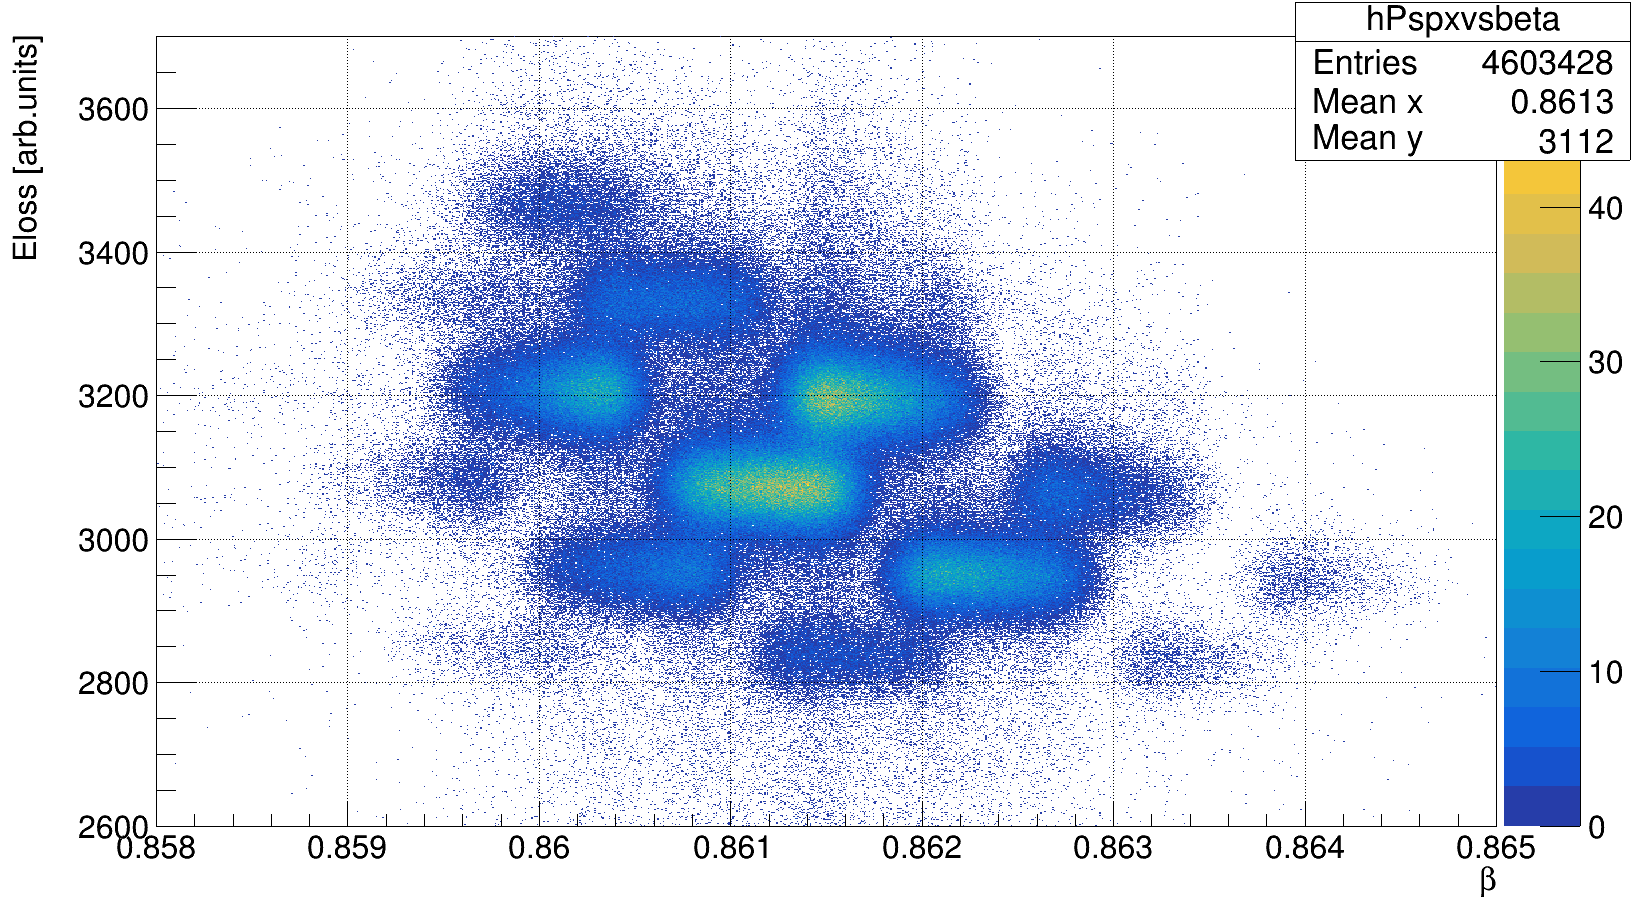 hPspxvsbeta
Entries 4603428
Mean x 0.8613
Mean y 3112
Eloss [arb.units]
3600
3400
3200
3000
2800
2600
0.858 0.859 0.86 0.861 0.862 0.863 0.864 0.865
β
40
30
20
10
0